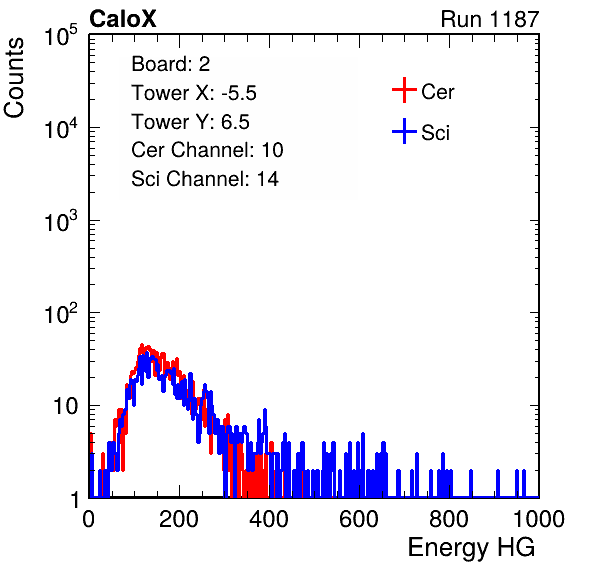 CaloX Run 1187
Counts
10^5
10^4
10^3
10^2
10
1
Board: 2
Tower X: -5.5
Tower Y: 6.5
Cer Channel: 10
Sci Channel: 14
Cer
Sci
0 200 400 600 800 1000
Energy HG